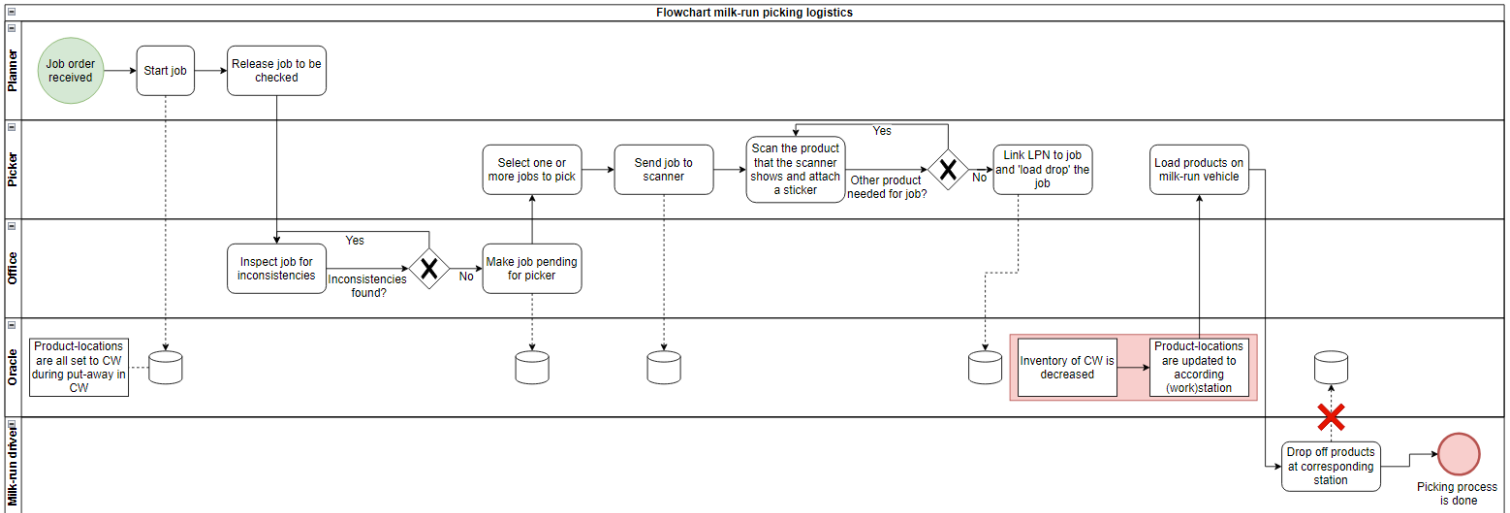 Flowchart milk-run picking logistics
Planner
Job order
received
Start job
Release job to be
checked
Picker
Select one or
more jobs to pick
Send job to
scanner
Scan the product
that the scanner
shows and attach
a sticker
Yes
Other product
needed for job?
No
Link LPN to job
and 'load drop' the
job
Load products on
milk-run vehicle
Office
Inspect job for
inconsistencies
Yes
Inconsistencies
found?
No
Make job pending
for picker
Oracle
Product-locations
are all set to CW
during put-away in
CW
Inventory of CW is
decreased
Product-locations
are updated to
according
(work)station
Milk-run driver
Drop off products
at corresponding
station
Picking process
is done